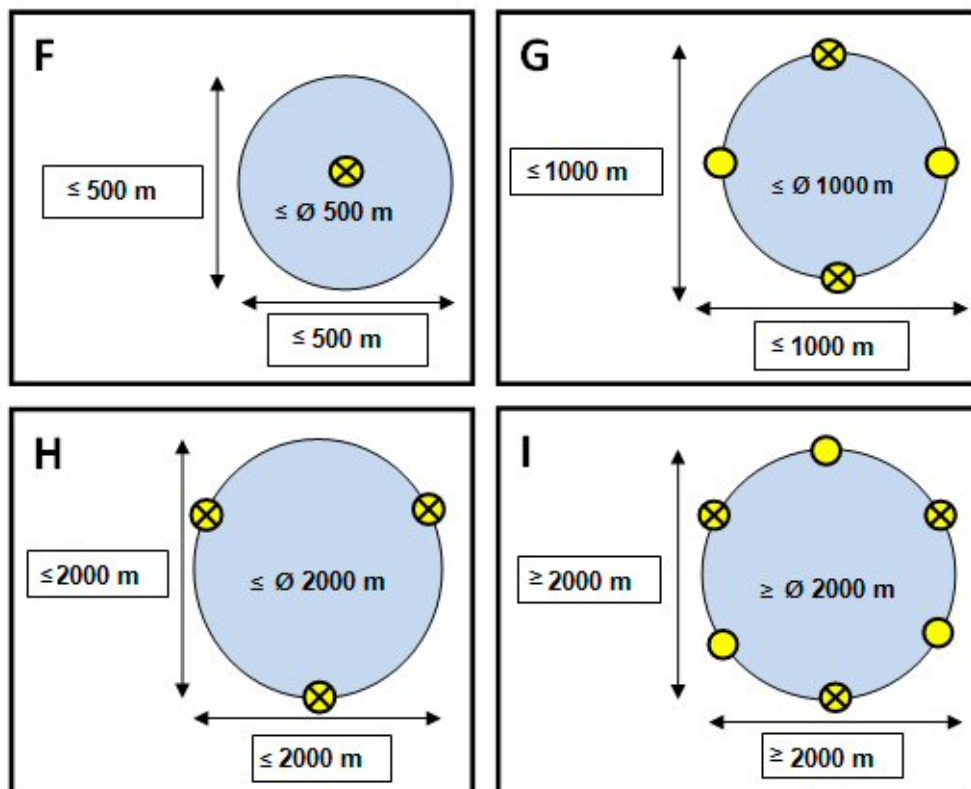 F
≤ 500 m
≤ Ø 500 m
≤ 500 m
G
≤ 1000 m
≤ Ø 1000 m
≤ 1000 m
H
≤ 2000 m
≤ Ø 2000 m
≤ 2000 m
I
≥ 2000 m
≥ Ø 2000 m
≥ 2000 m